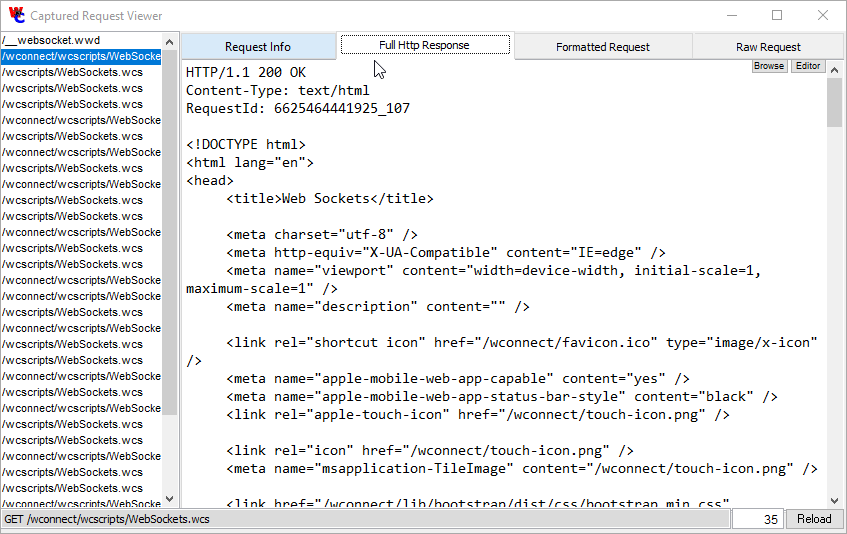 Captured Request Viewer
/__websocket.wwd
/wconnect/wcscripts/WebSocke
/wcscripts/WebSockets.wcs
/wcscripts/WebSockets.wcs
/wcscripts/WebSockets.wcs
/wconnect/wcscripts/WebSocke
/wcscripts/WebSockets.wcs
/wconnect/wcscripts/WebSocke
/wcscripts/WebSockets.wcs
/wconnect/wcscripts/WebSocke
/wcscripts/WebSockets.wcs
/wconnect/wcscripts/WebSocke
/wconnect/wcscripts/WebSocke
/wcscripts/WebSockets.wcs
/wconnect/wcscripts/WebSocke
/wcscripts/WebSockets.wcs
/wconnect/wcscripts/WebSocke
/wcscripts/WebSockets.wcs
/wconnect/wcscripts/WebSocke
/wcscripts/WebSockets.wcs
/wcscripts/WebSockets.wcs
/wconnect/wcscripts/WebSocke
/wcscripts/WebSockets.wcs
/wconnect/wcscripts/WebSocke
/wcscripts/WebSockets.wcs
/wconnect/wcscripts/WebSocke
/wcscripts/WebSockets.wcs
/wcscripts/WebSockets.wcs
/wcscripts/WebSockets.wcs
/wconnect/wcscripts/WebSocke
Request Info
Full Http Response
Formatted Request
Raw Request
Browse
Editor
HTTP/1.1 200 OK
Content-Type: text/html
RequestId: 6625464441925_107
<!DOCTYPE html>
<html lang="en">
<head>
<title>Web Sockets</title>
<meta charset="utf-8" />
<meta http-equiv="X-UA-Compatible" content="IE=edge" />
<meta name="viewport" content="width=device-width, initial-scale=1,
maximum-scale=1" />
<meta name="description" content="" />
<link rel="shortcut icon" href="/wconnect/favicon.ico" type="image/x-icon"
/>
<meta name="apple-mobile-web-app-capable" content="yes" />
<meta name="apple-mobile-web-app-status-bar-style" content="black" />
<link rel="apple-touch-icon" href="/wconnect/touch-icon.png" />
<link rel="icon" href="/wconnect/touch-icon.png" />
<meta name="msapplication-TileImage" content="/wconnect/touch-icon.png" />
<link href="/wconnect/lib/bootstrap/dist/css/bootstrap.min.css"
GET /wconnect/wcscripts/WebSockets.wcs
35
Reload